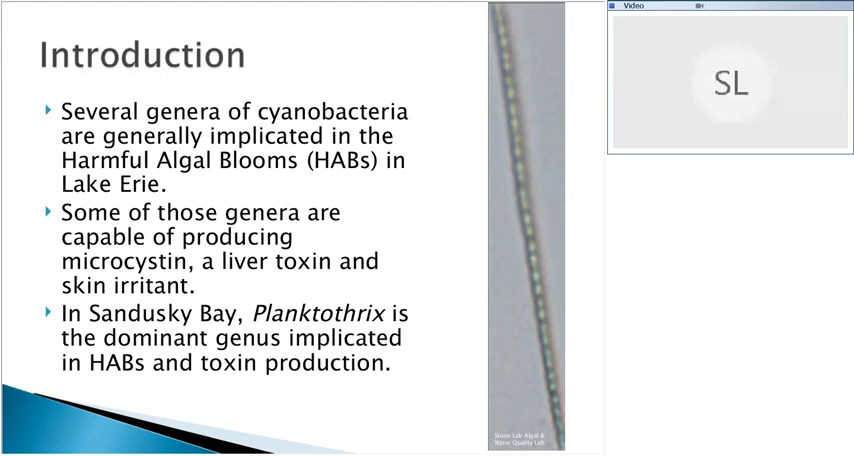 Introduction
Several genera of cyanobacteria
are generally implicated in the
Harmful Algal Blooms (HABs) in
Lake Erie.
Some of those genera are
capable of producing
microcystin, a liver toxin and
skin irritant.
In Sandusky Bay, Planktothrix is
the dominant genus implicated
in HABs and toxin production.
Stone Lab Algal &
Water Quality Lab
Video
SL